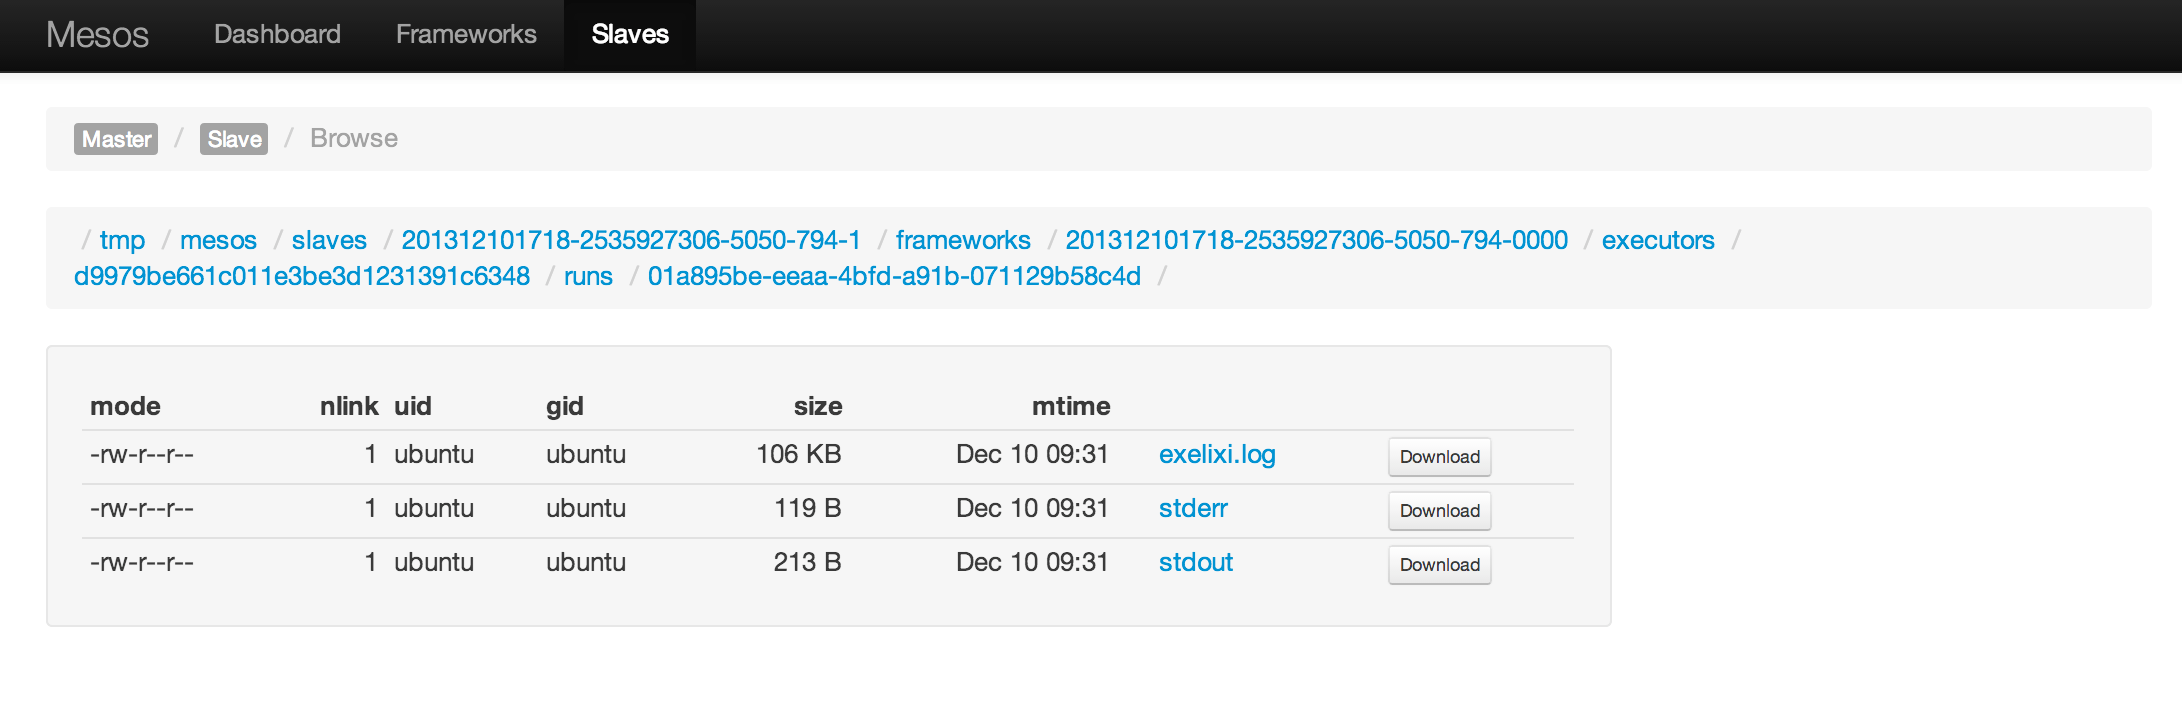 Mesos Dashboard Frameworks Slaves
Master / Slave / Browse
/ tmp / mesos / slaves / 201312101718-2535927306-5050-794-1 / frameworks / 201312101718-2535927306-5050-794-0000 / executors /
d9979be661c011e3be3d1231391c6348 / runs / 01a895be-eeaa-4bfd-a91b-071129b58c4d /
mode nlink uid gid size mtime
-rw-r--r-- 1 ubuntu ubuntu 106 KB Dec 10 09:31 exelixi.log Download
-rw-r--r-- 1 ubuntu ubuntu 119 B Dec 10 09:31 stderr Download
-rw-r--r-- 1 ubuntu ubuntu 213 B Dec 10 09:31 stdout Download